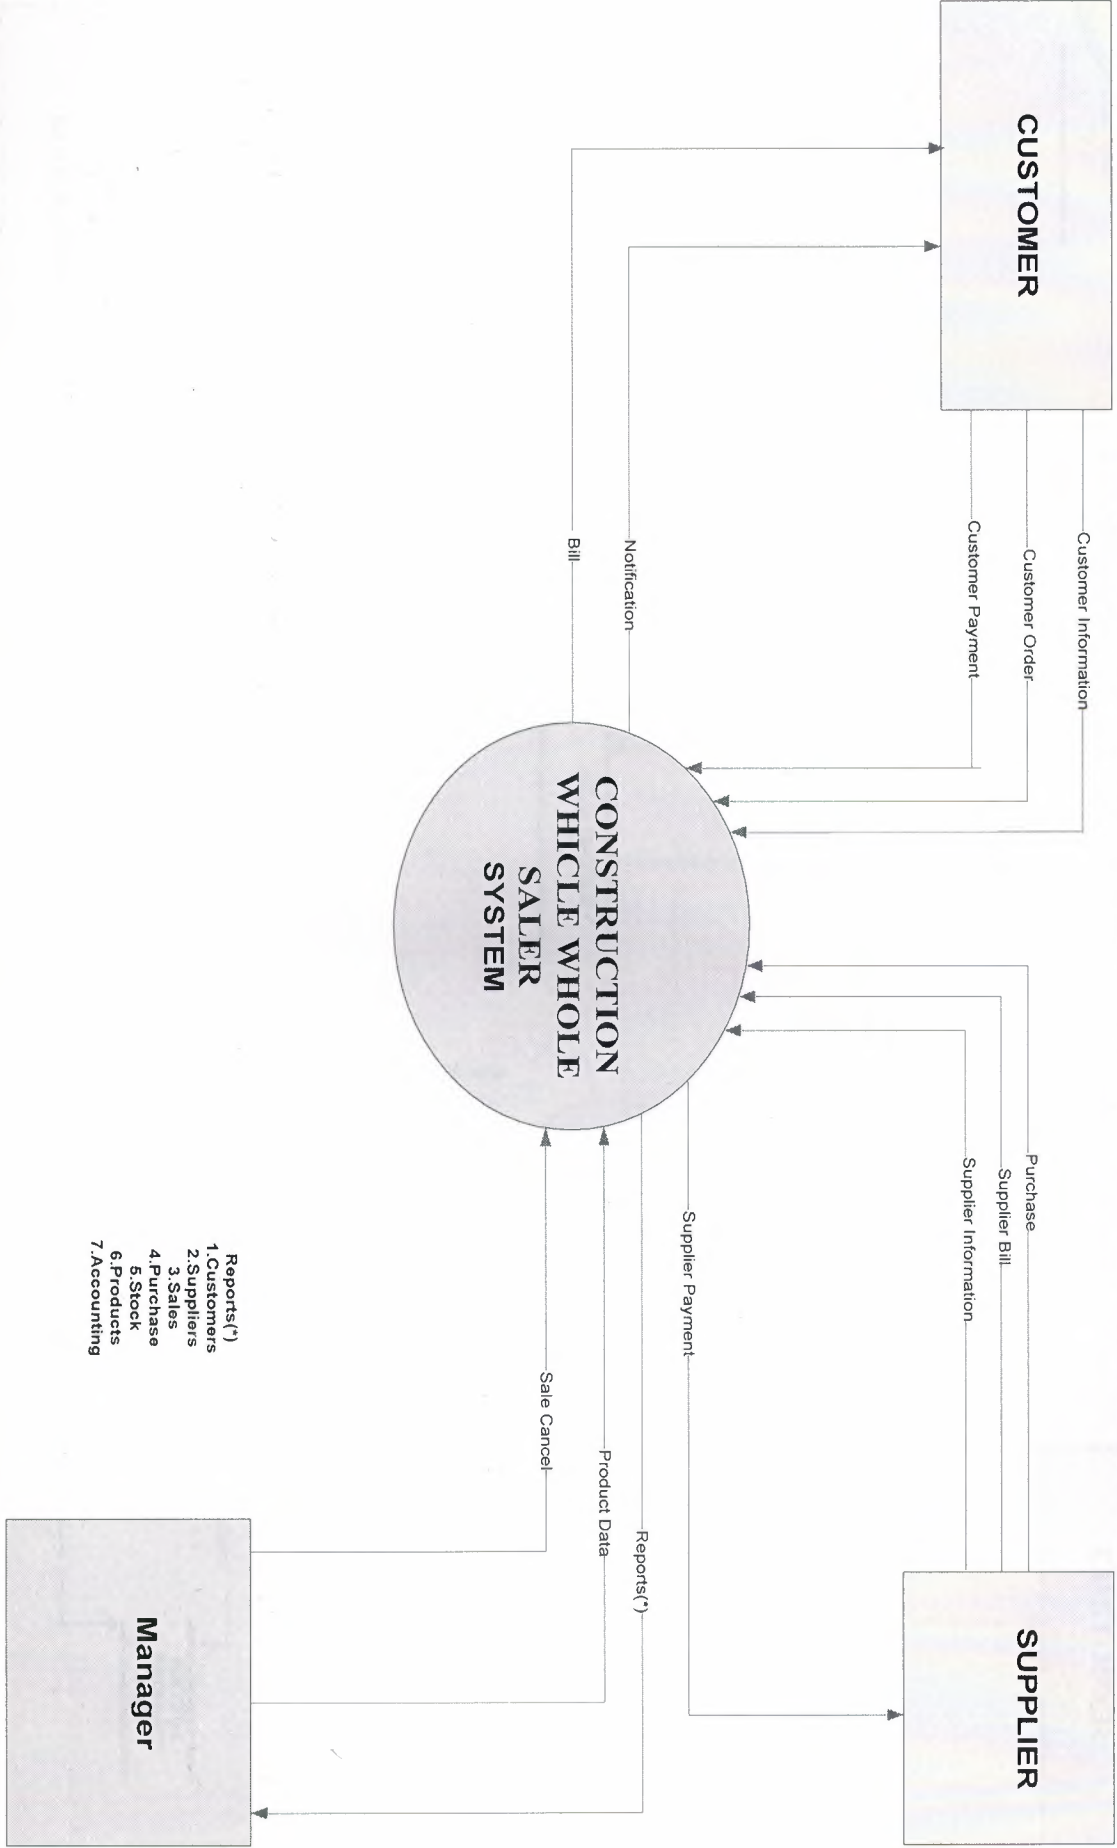 CUSTOMER
SUPPLIER
Customer Information
Customer Order
Customer Payment
Purchase
Supplier Bill
Supplier Information
Notification
Bill
CONSTRUCTION
WHICLE WHOLE
SALER
SYSTEM
Supplier Payment
Reports(*)
Product Data
Sale Cancel
Reports(*)
1.Customers
2.Suppliers
3.Sales
4.Purchase
5.Stock
6.Products
7.Accounting
Manager